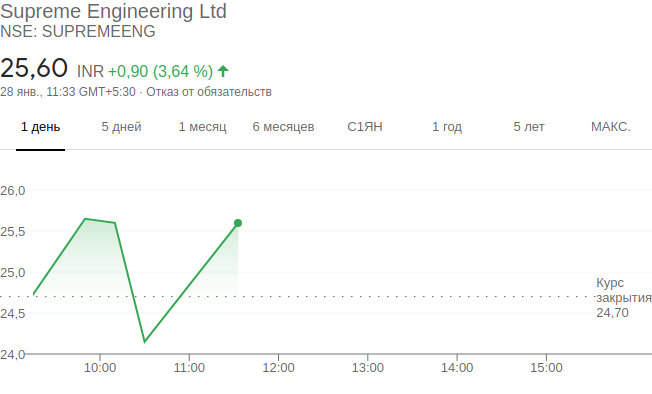 Supreme Engineering Ltd
NSE: SUPREMEENG
25,60 INR +0,90 (3,64 %)
28 янв., 11:33 GMT+5:30 · Отказ от обязательств
1 день 5 дней 1 месяц 6 месяцев С1ЯН 1 год 5 лет МАКС.
26,0
25,5
25,0
24,5
24,0
Курс
закрытия
24,70
10:00 11:00 12:00 13:00 14:00 15:00